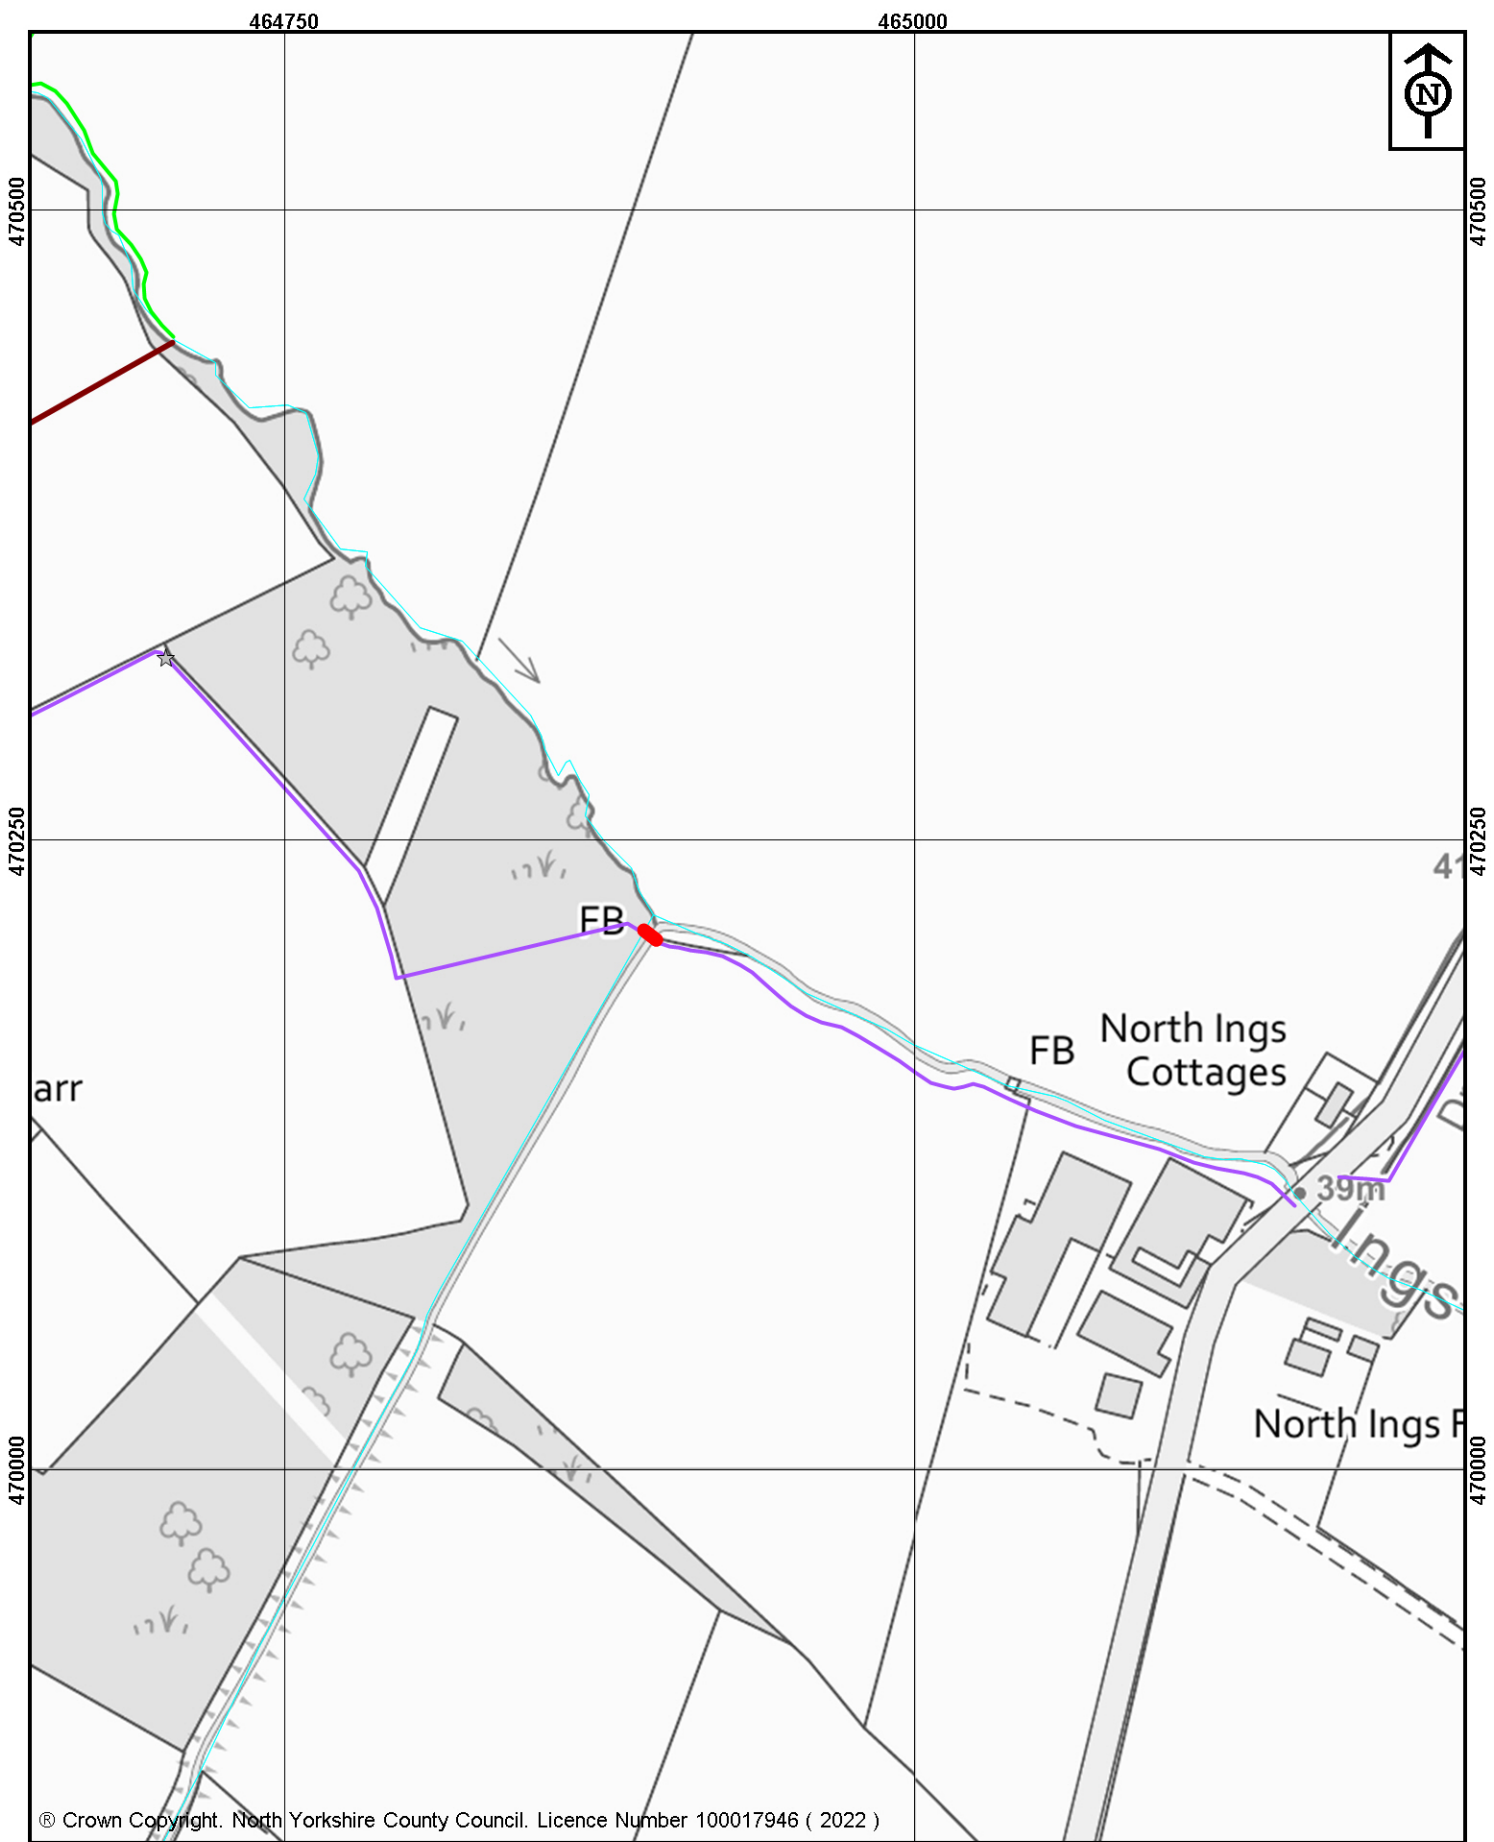 464750
465000
N
470500
470500
470250
470250
41
FB
FB
North Ings
Cottages
arr
39m
Ings
North Ings
470000
470000
® Crown Copyright. North Yorkshire County Council. Licence Number 100017946 ( 2022 )